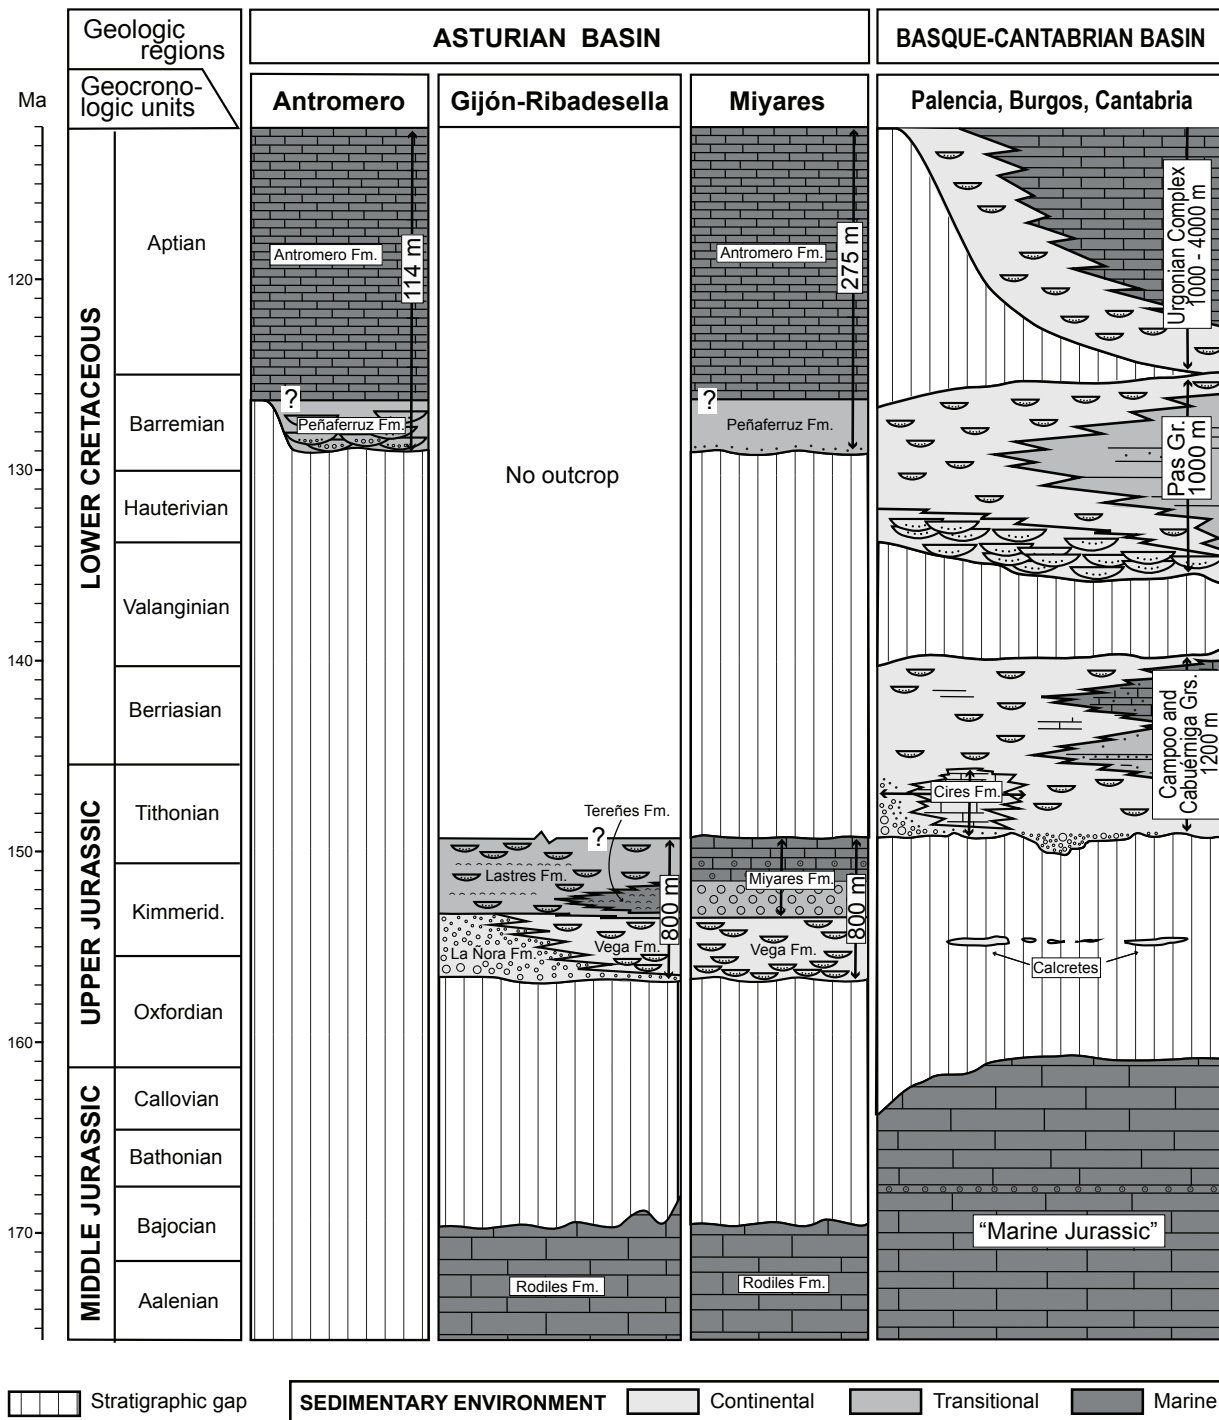 Geologic
regions
ASTURIAN BASIN
BASQUE-CANTABRIAN BASIN
Ma
Geocrono-
logic units
Antromero
Gijón-Ribadesella
Miyares
Palencia, Burgos, Cantabria
120
130
140
150
160
170
LOWER CRETACEOUS
UPPER JURASSIC
MIDDLE JURASSIC
Aptian
Barremian
Hauterivian
Valanginian
Berriasian
Tithonian
Kimmerid.
Oxfordian
Callovian
Bathonian
Bajocian
Aalenian
Antromero Fm.
114 m
?
Peñaferruz Fm.
No outcrop
Tereñes Fm.
?
Lastres Fm.
800 m
La Ñora Fm.
Vega Fm.
Rodiles Fm.
Antromero Fm.
275 m
?
Peñaferruz Fm.
Miyares Fm.
800 m
Vega Fm.
Rodiles Fm.
Urgonian Complex
1000 - 4000 m
Pas Gr.
1000 m
Campoo and
Cabuérniga Grs.
1200 m
Cires Fm.
Calcretes
“Marine Jurassic”
Stratigraphic gap
SEDIMENTARY ENVIRONMENT
Continental
Transitional
Marine